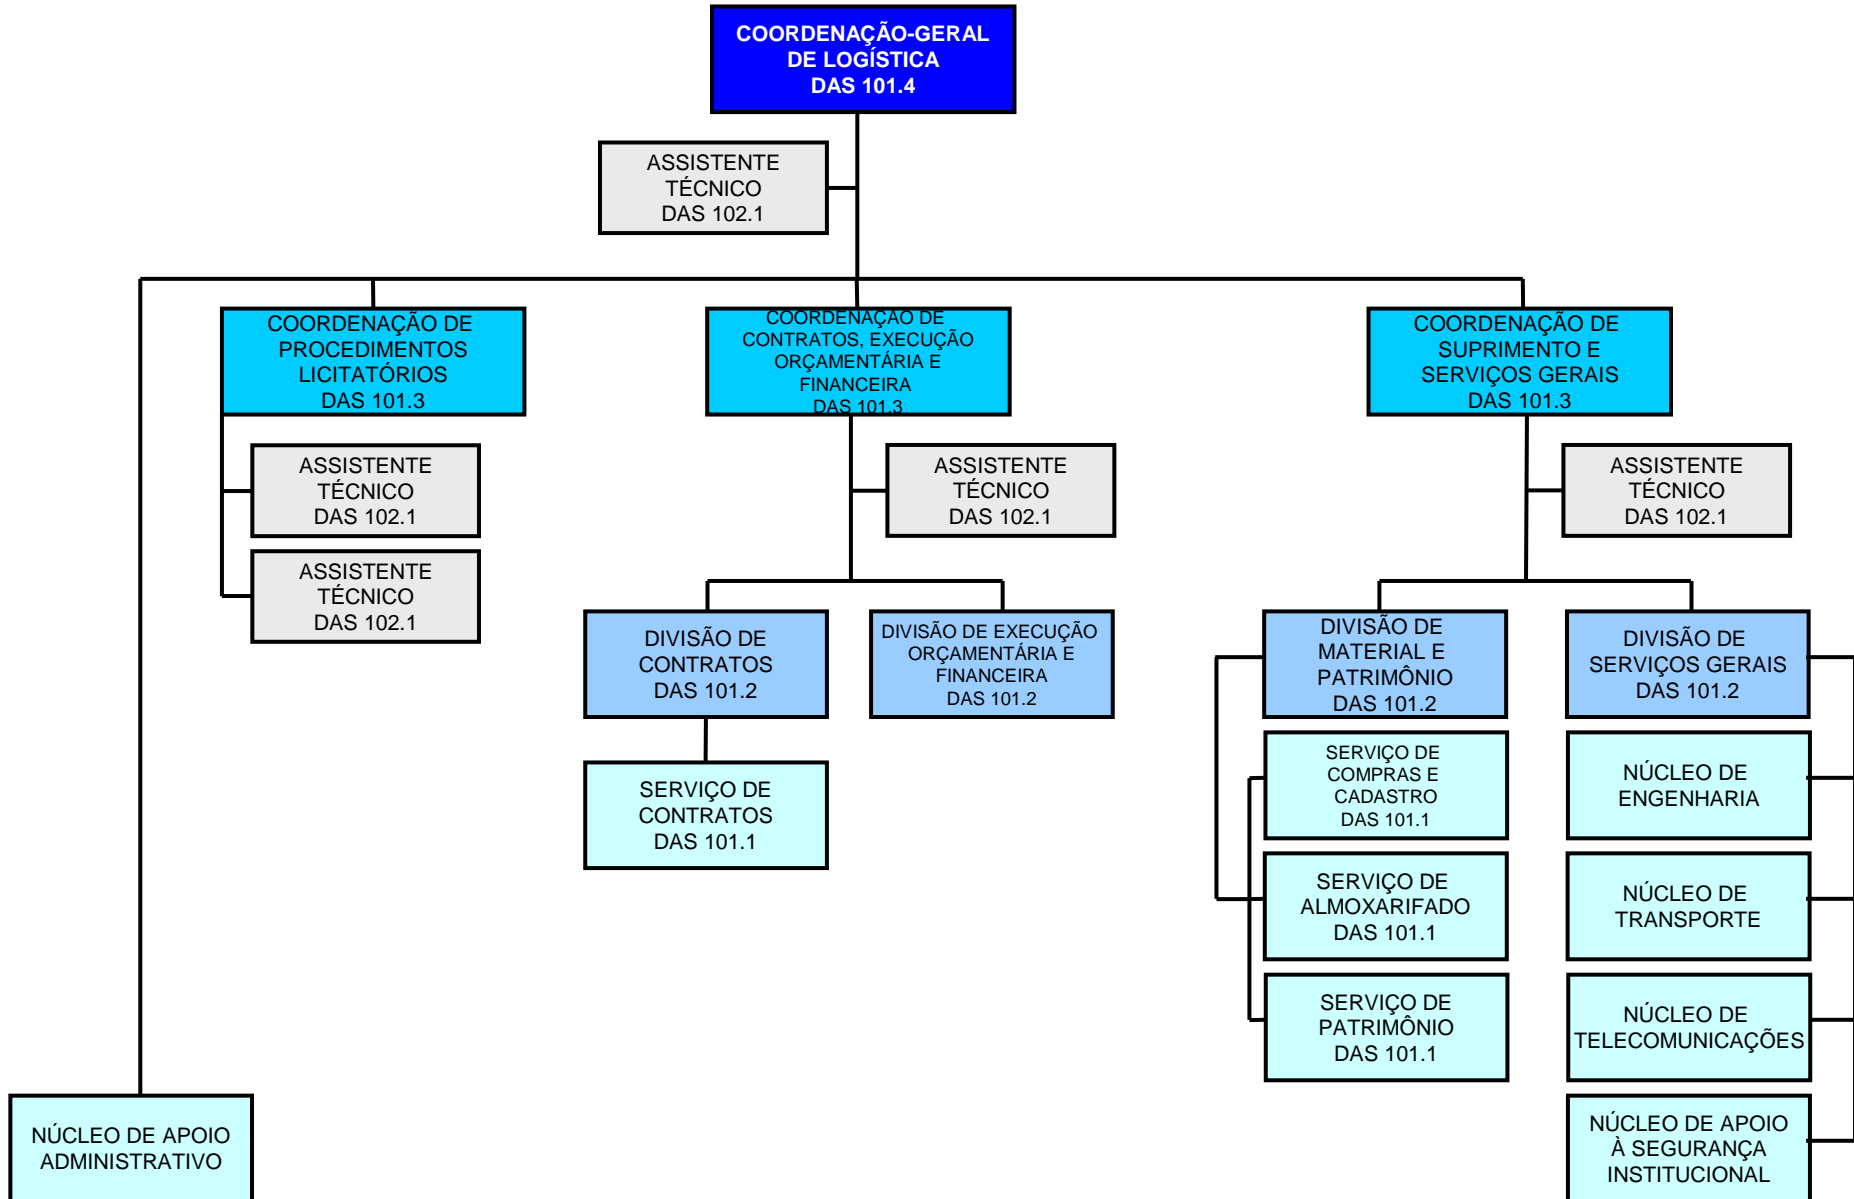 COORDENAÇÃO-GERAL
DE LOGÍSTICA
DAS 101.4
ASSISTENTE
TÉCNICO
DAS 102.1
COORDENAÇÃO DE
PROCEDIMENTOS
LICITATÓRIOS
DAS 101.3
COORDENAÇÃO DE
CONTRATOS, EXECUÇÃO
ORÇAMENTÁRIA E
FINANCEIRA
DAS 101.3
COORDENAÇÃO DE
SUPRIMENTO E
SERVIÇOS GERAIS
DAS 101.3
ASSISTENTE
TÉCNICO
DAS 102.1
ASSISTENTE
TÉCNICO
DAS 102.1
ASSISTENTE
TÉCNICO
DAS 102.1
ASSISTENTE
TÉCNICO
DAS 102.1
DIVISÃO DE
CONTRATOS
DAS 101.2
DIVISÃO DE EXECUÇÃO
ORÇAMENTÁRIA E
FINANCEIRA
DAS 101.2
DIVISÃO DE
MATERIAL E
PATRIMÔNIO
DAS 101.2
DIVISÃO DE
SERVIÇOS GERAIS
DAS 101.2
SERVIÇO DE
CONTRATOS
DAS 101.1
SERVIÇO DE
COMPRAS E
CADASTRO
DAS 101.1
NÚCLEO DE
ENGENHARIA
SERVIÇO DE
ALMOXARIFADO
DAS 101.1
NÚCLEO DE
TRANSPORTE
SERVIÇO DE
PATRIMÔNIO
DAS 101.1
NÚCLEO DE
TELECOMUNICAÇÕES
NÚCLEO DE APOIO
ADMINISTRATIVO
NÚCLEO DE APOIO
À SEGURANÇA
INSTITUCIONAL